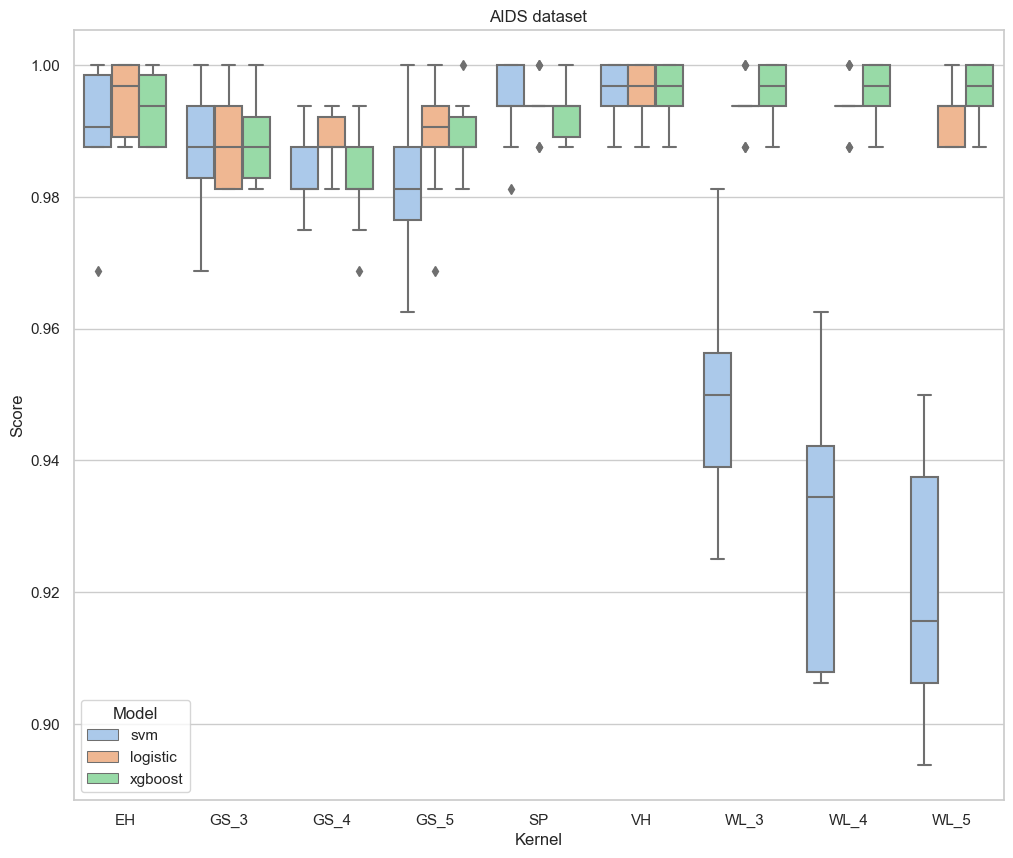 AIDS dataset
1.00
0.98
0.96
0.94
0.92
0.90
Score
Model
svm
logistic
xgboost
EH GS_3 GS_4 GS_5 SP VH WL_3 WL_4 WL_5
Kernel